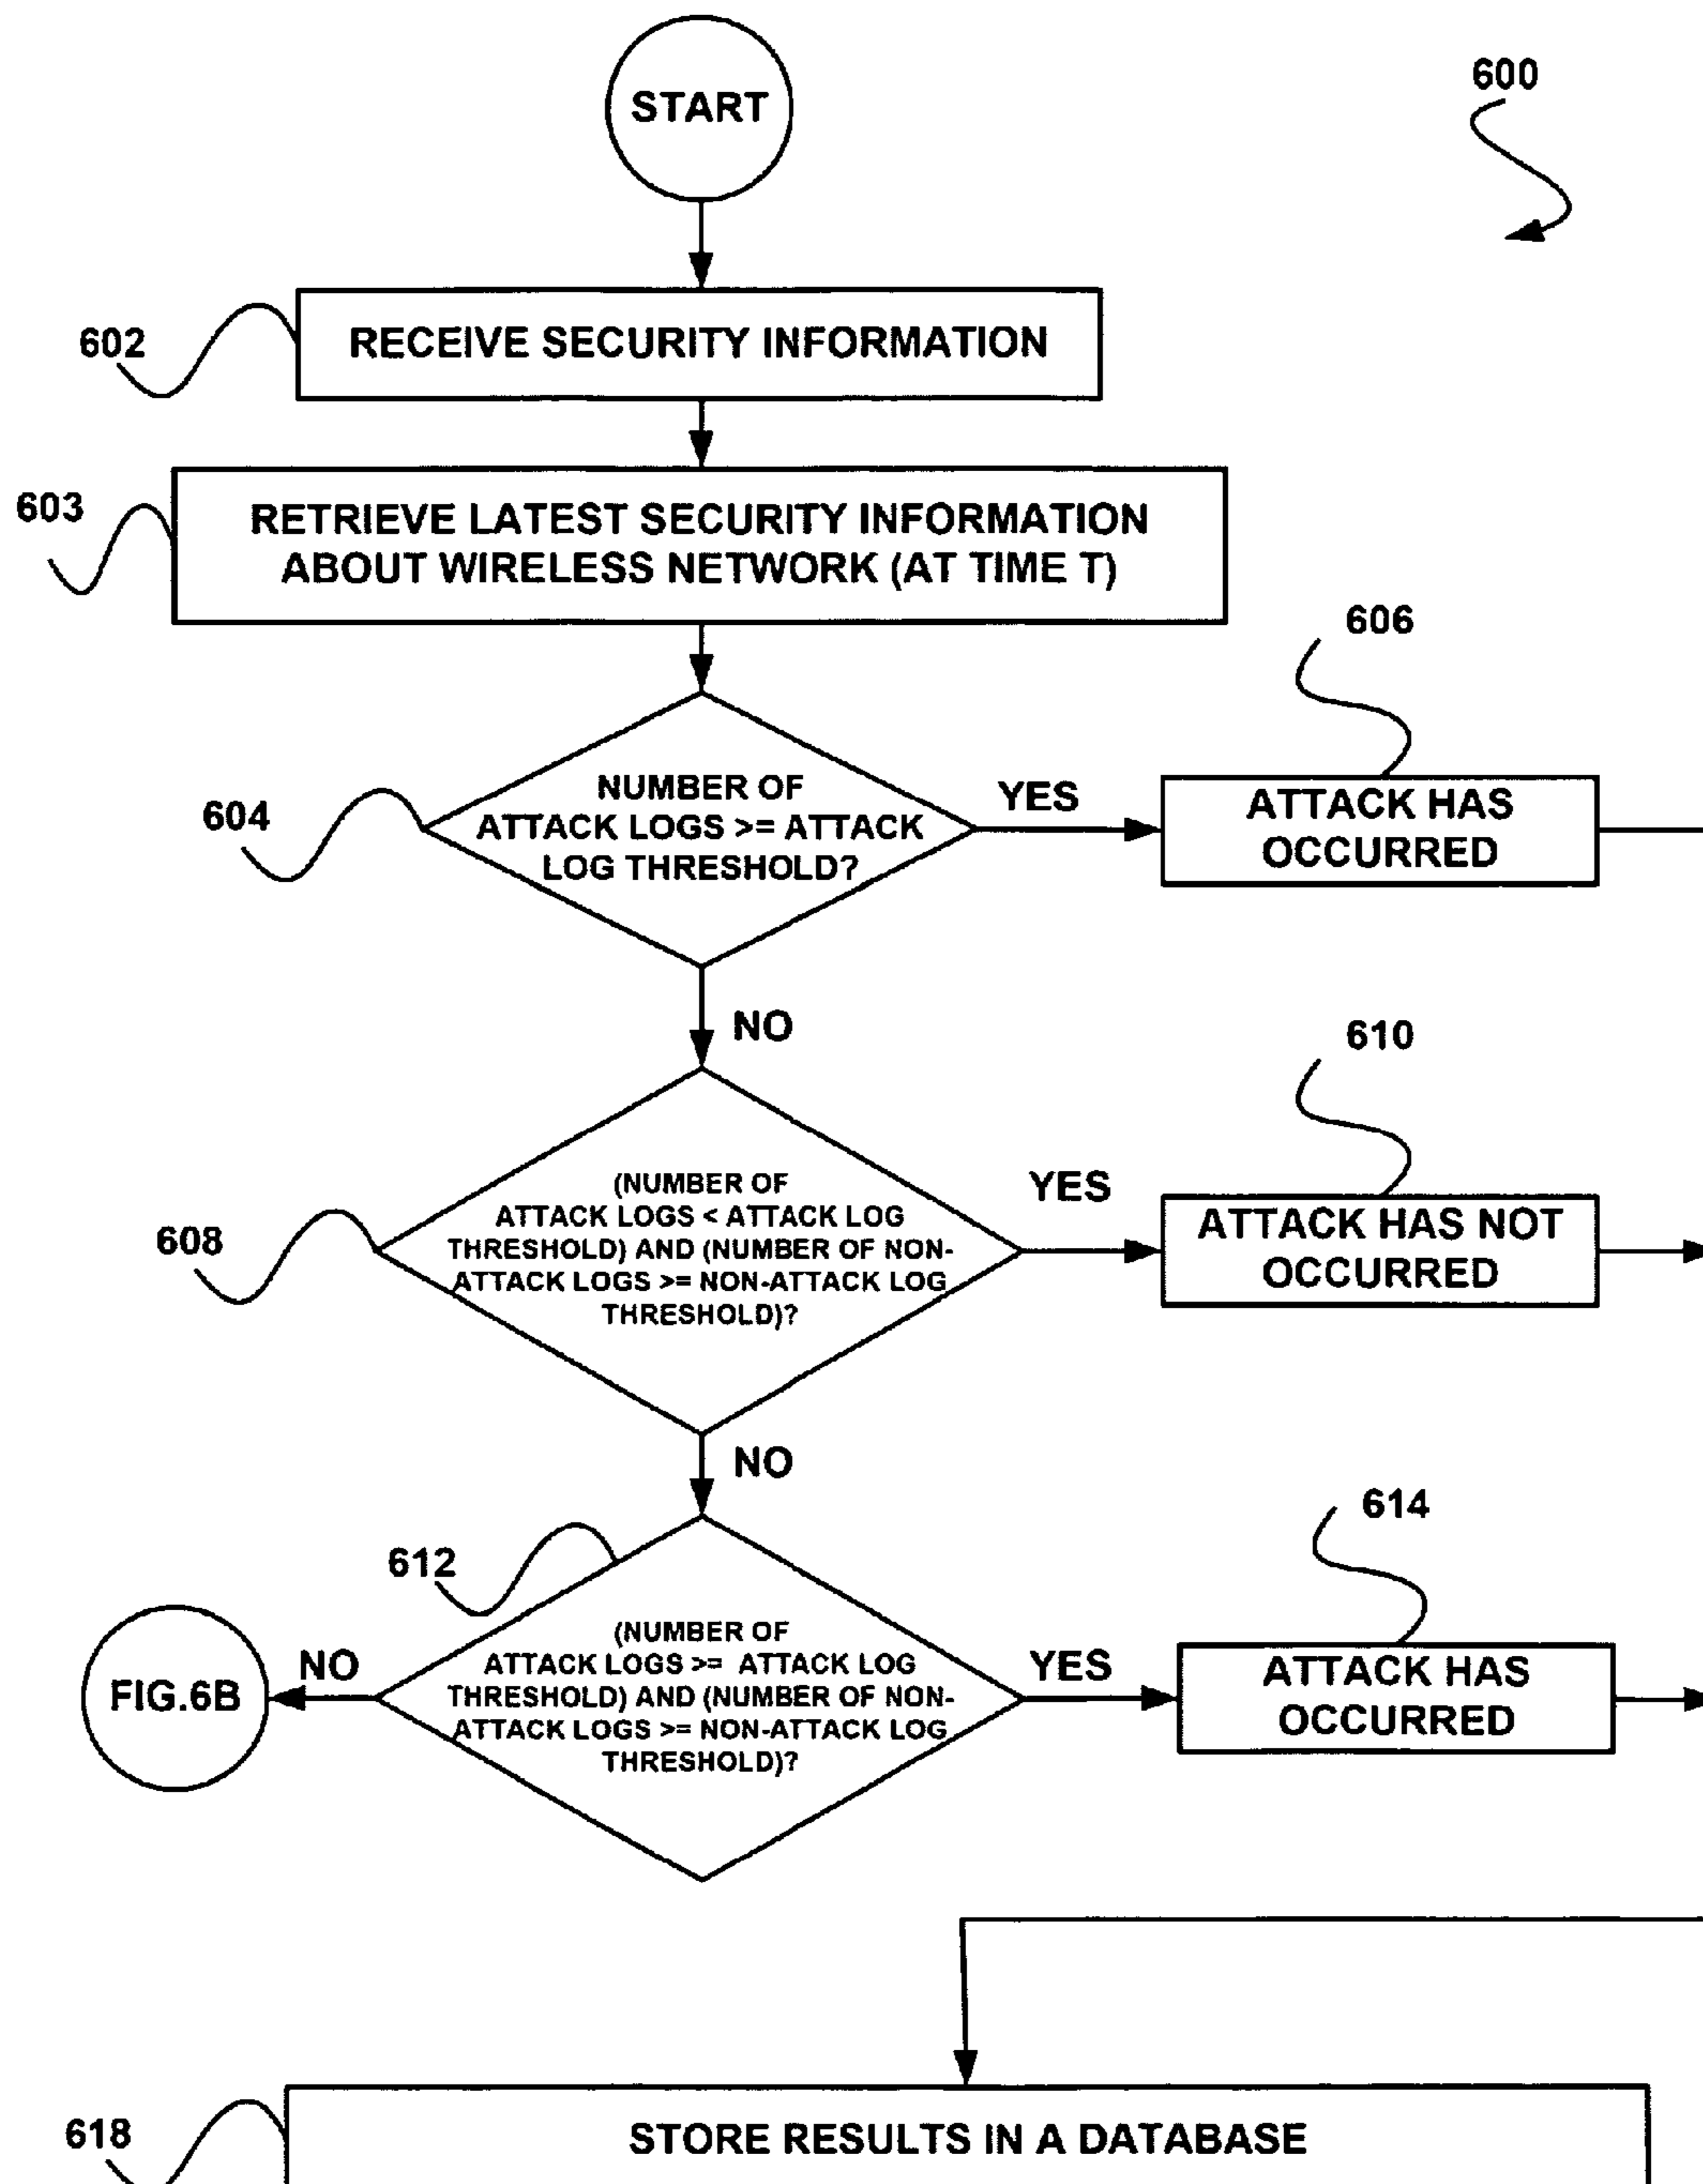 START
600
602
RECEIVE SECURITY INFORMATION
603
RETRIEVE LATEST SECURITY INFORMATION
ABOUT WIRELESS NETWORK (AT TIME T)
606
604
NUMBER OF
ATTACK LOGS >= ATTACK
LOG THRESHOLD?
YES
ATTACK HAS
OCCURRED
NO
610
608
(NUMBER OF
ATTACK LOGS < ATTACK LOG
THRESHOLD) AND (NUMBER OF NON-
ATTACK LOGS >= NON-ATTACK LOG
THRESHOLD)?
YES
ATTACK HAS NOT
OCCURRED
NO
614
612
FIG.6B
NO
(NUMBER OF
ATTACK LOGS >= ATTACK LOG
THRESHOLD) AND (NUMBER OF NON-
ATTACK LOGS >= NON-ATTACK LOG
THRESHOLD)?
YES
ATTACK HAS
OCCURRED
618
STORE RESULTS IN A DATABASE